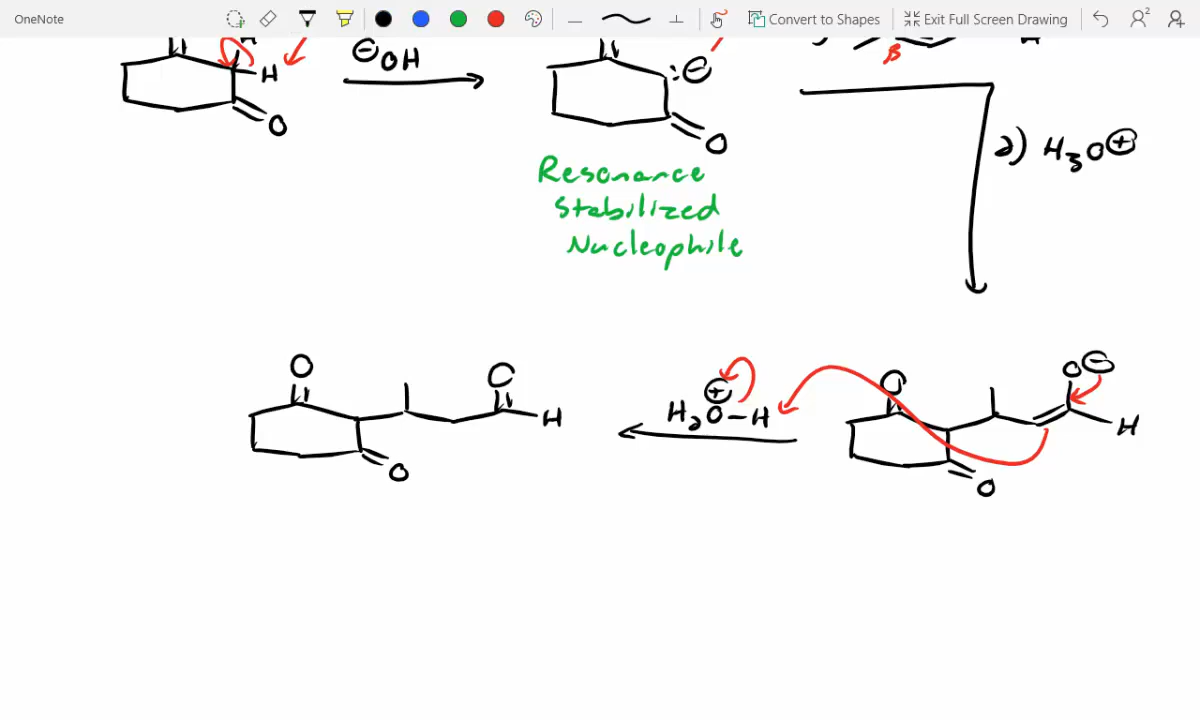 OneNote
Convert to Shapes
Exit Full Screen Drawing
H
⊖OH
:⊖
β
O
O
2) H3O⊕
Resonance
Stabilized
Nucleophile
O
O
H
O
H2O–H
⊕
O
O⊖
H
O